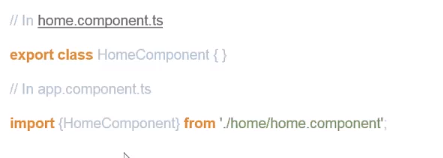 // In home.component.ts
export class HomeComponent { }
// In app.component.ts
import {HomeComponent} from './home/home.component';